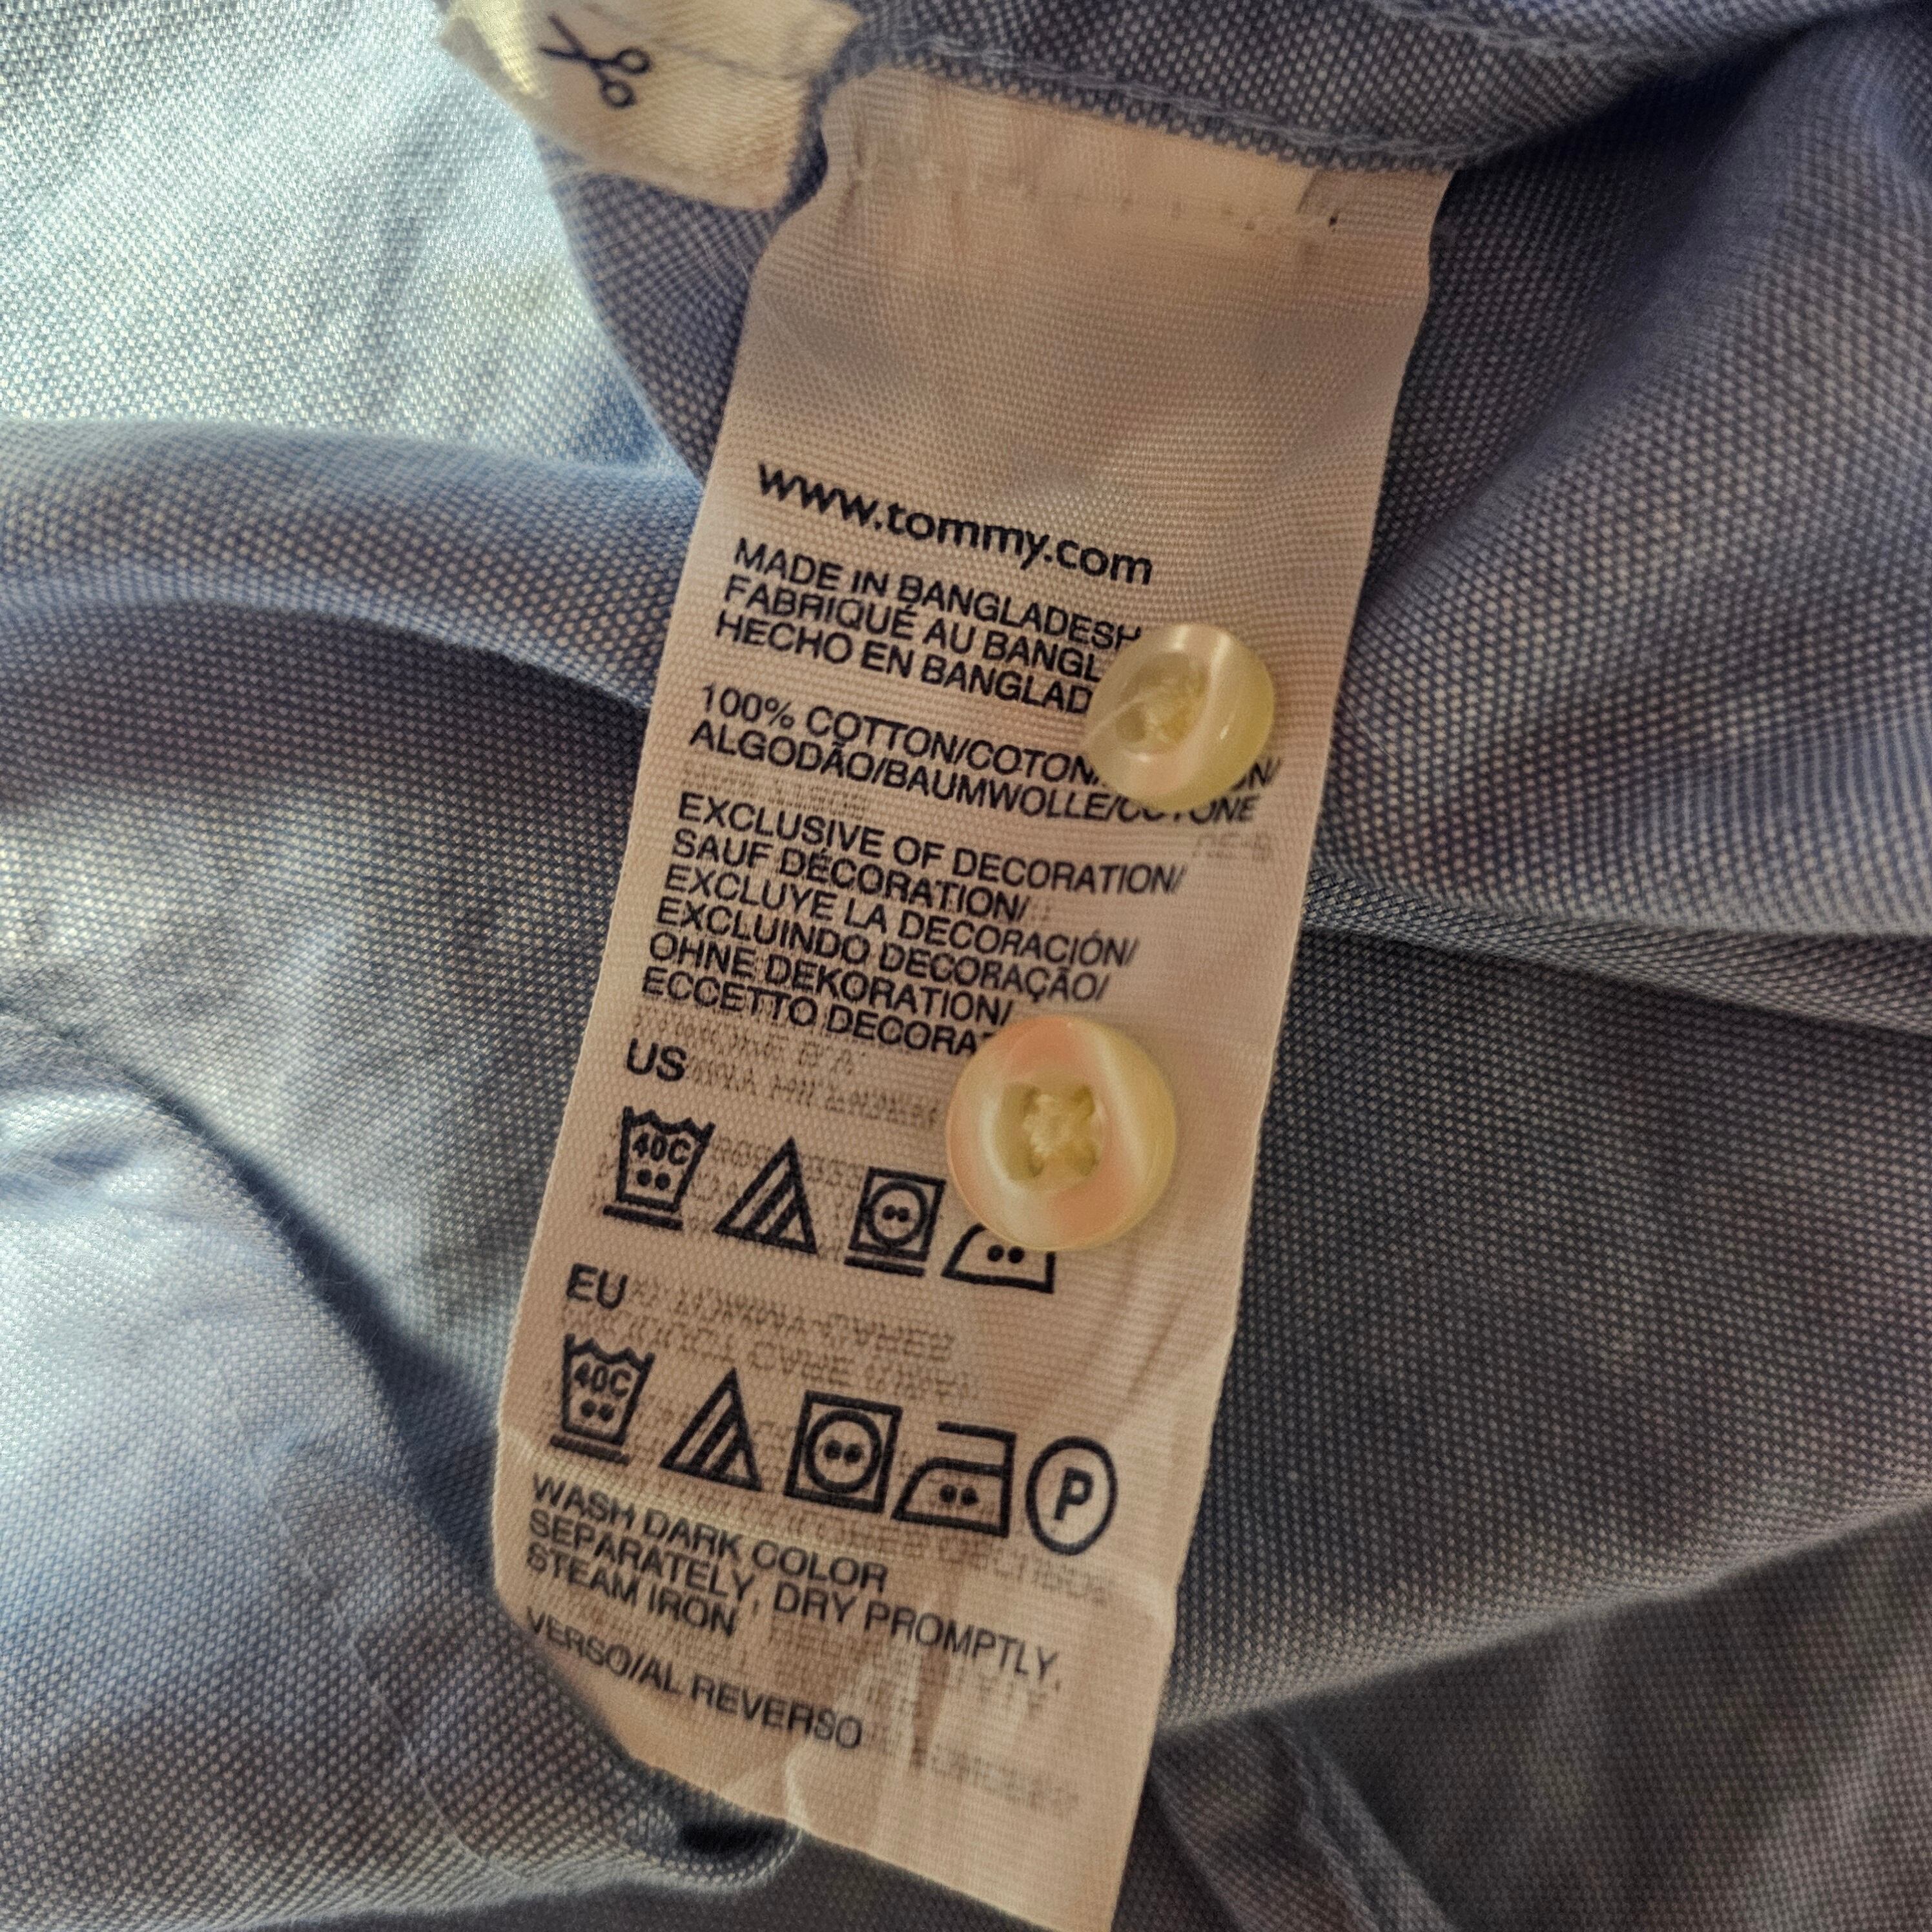 www.tommy.com
MADE IN BANGLADESH
FABRIQUÉ AU BANGL
HECHO EN BANGLAD
100% COTTON/COTON/
ALGODÃO/BAUMWOLLE/COTONE
EXCLUSIVE OF DECORATION/
SAUF DÉCORATION/
EXCLUYE LA DECORACIÓN/
EXCLUINDO DECORAÇÃO/
OHNE DEKORATION/
ECCETTO DECORA
US
40C
EU
40C
P
WASH DARK COLOR
SEPARATELY, DRY PROMPTLY,
STEAM IRON
VERSO/AL REVERSO